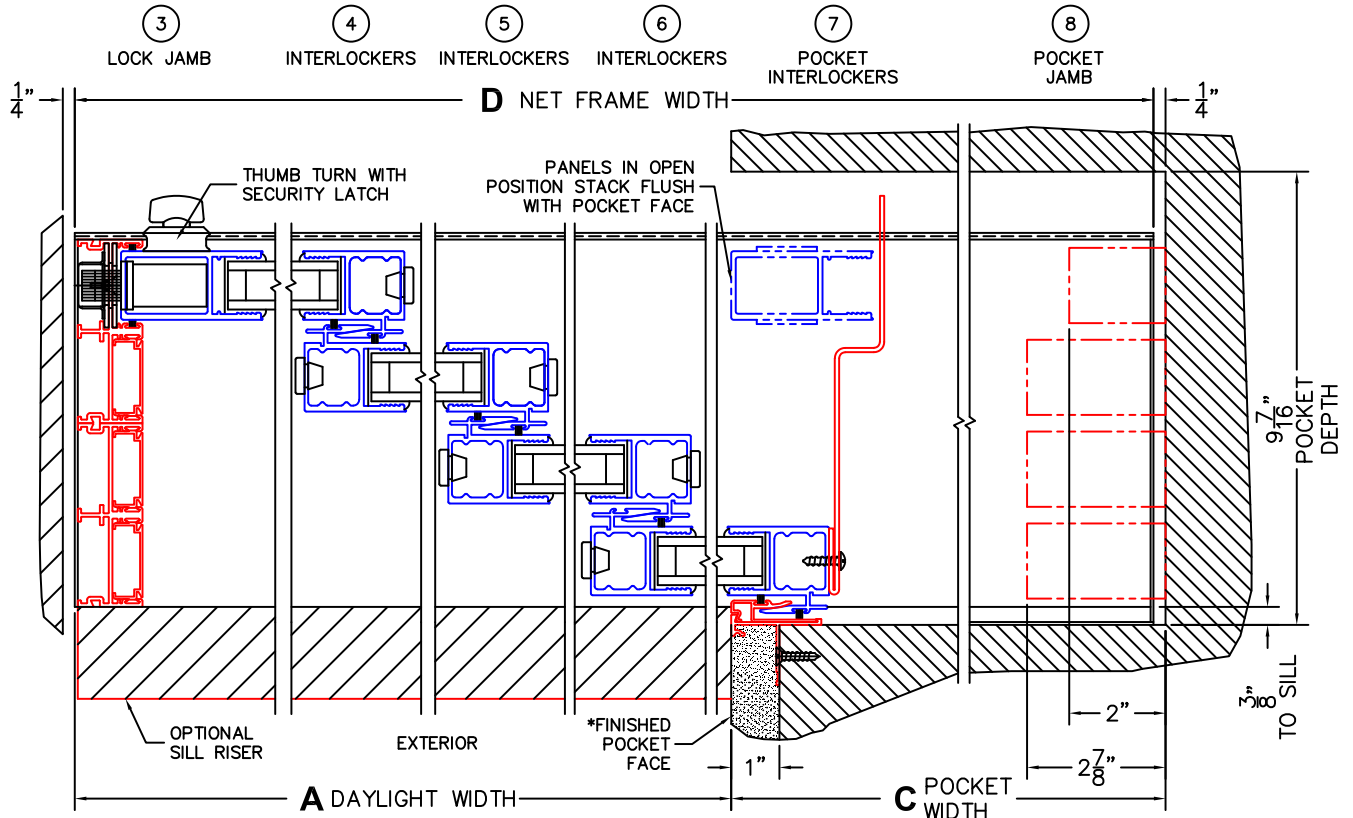 3 4 5 6 7 8
LOCK JAMB
INTERLOCKERS
INTERLOCKERS
INTERLOCKERS
POCKET
INTERLOCKERS
POCKET
JAMB
1/4"
D NET FRAME WIDTH
1/4"
THUMB TURN WITH
SECURITY LATCH
PANELS IN OPEN
POSITION STACK FLUSH
WITH POCKET FACE
9 7/16"
POCKET
DEPTH
3/8"
TO SILL
OPTIONAL
SILL RISER
EXTERIOR
*FINISHED
POCKET
FACE
1"
2"
2 7/8"
A DAYLIGHT WIDTH
C POCKET
WIDTH